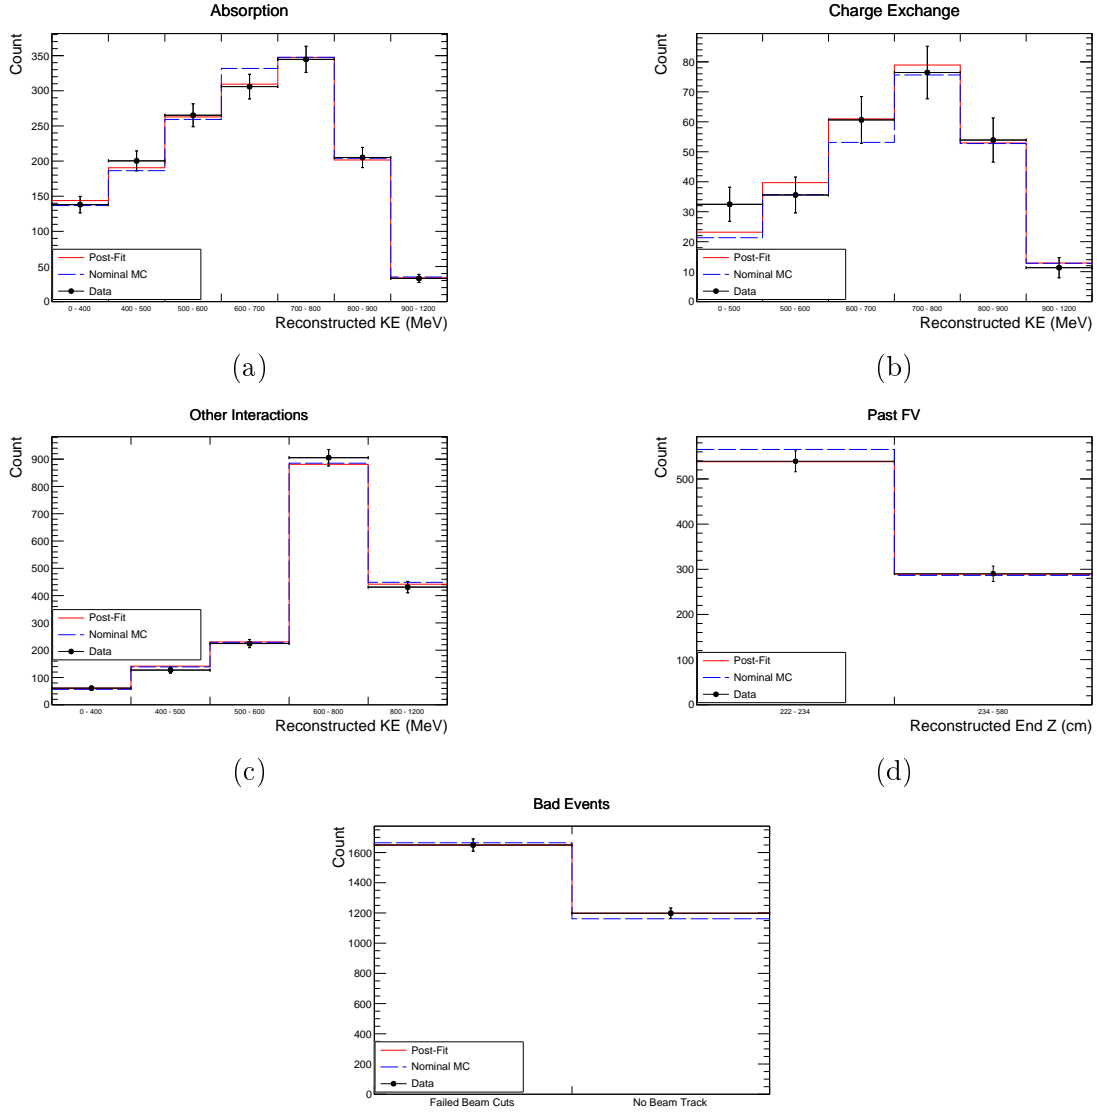 Absorption
Count
350
300
250
200
150
100
50
0
Post-Fit
Nominal MC
Data
0 - 400 400 - 500 500 - 600 600 - 700 700 - 800 800 - 900 900 - 1200
Reconstructed KE (MeV)
(a)
Charge Exchange
Count
80
70
60
50
40
30
20
10
0
Post-Fit
Nominal MC
Data
0 - 500 500 - 600 600 - 700 700 - 800 800 - 900 900 - 1200
Reconstructed KE (MeV)
(b)
Other Interactions
Count
900
800
700
600
500
400
300
200
100
0
Post-Fit
Nominal MC
Data
0 - 400 400 - 500 500 - 600 600 - 800 800 - 1200
Reconstructed KE (MeV)
(c)
Past FV
Count
500
400
300
200
100
0
Post-Fit
Nominal MC
Data
222 - 234 234 - 580
Reconstructed End Z (cm)
(d)
Bad Events
Count
1600
1400
1200
1000
800
600
400
200
0
Post-Fit
Nominal MC
Data
Failed Beam Cuts No Beam Track